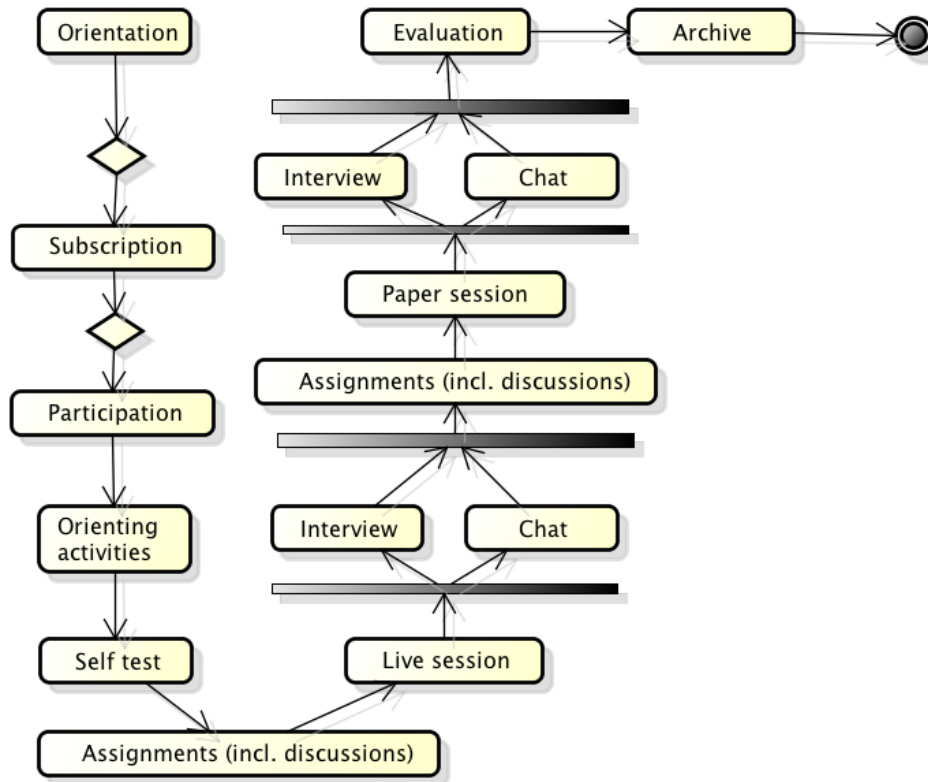 Orientation
Subscription
Participation
Orienting
activities
Self test
Assignments (incl. discussions)
Live session
Interview
Chat
Assignments (incl. discussions)
Paper session
Interview
Chat
Evaluation
Archive